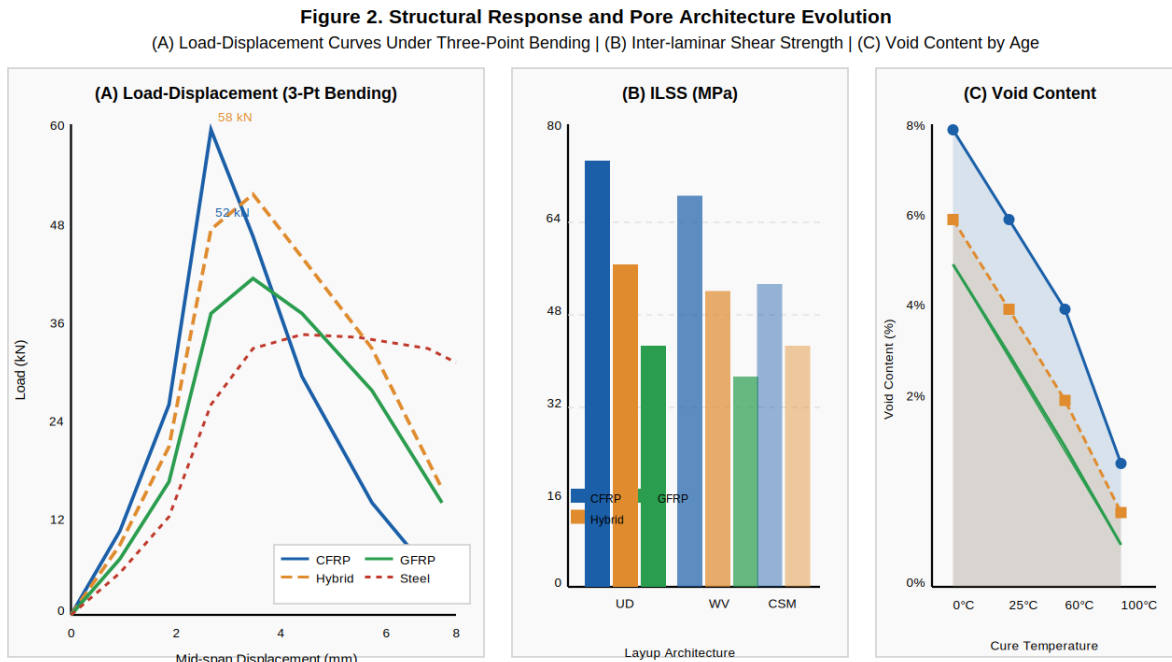 Figure 2. Structural Response and Pore Architecture Evolution
(A) Load-Displacement Curves Under Three-Point Bending | (B) Inter-laminar Shear Strength | (C) Void Content by Age
(A) Load-Displacement (3-Pt Bending)
58 kN
52 kN
60
48
36
24
12
0
Load (kN)
0 2 4 6 8
Mid-span Displacement (mm)
CFRP GFRP
Hybrid Steel
(B) ILSS (MPa)
80
64
48
32
16
0
CFRP GFRP
Hybrid
UD WV CSM
Layup Architecture
(C) Void Content
8%
6%
4%
2%
0%
Void Content (%)
0°C 25°C 60°C 100°C
Cure Temperature